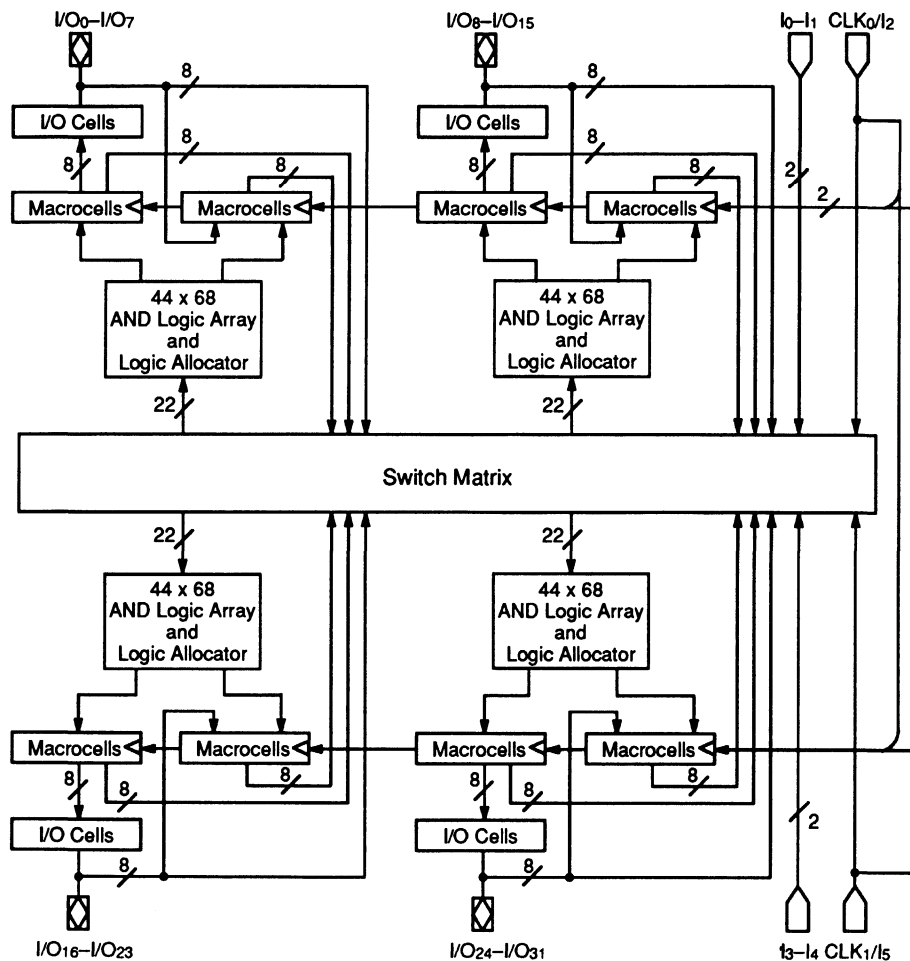 I/O₀–I/O₇
I/O₈–I/O₁₅
I₀–I₁ CLK₀/I₂
8
8
I/O Cells
I/O Cells
8
8
8
8
8
8
2
2
Macrocells
Macrocells
Macrocells
Macrocells
44 x 68
AND Logic Array
and
Logic Allocator
44 x 68
AND Logic Array
and
Logic Allocator
22
22
Switch Matrix
22
22
44 x 68
AND Logic Array
and
Logic Allocator
44 x 68
AND Logic Array
and
Logic Allocator
Macrocells
Macrocells
Macrocells
Macrocells
8
8
8
8
8
8
2
I/O Cells
I/O Cells
8
8
I/O₁₆–I/O₂₃
I/O₂₄–I/O₃₁
I₃–I₄ CLK₁/I₅